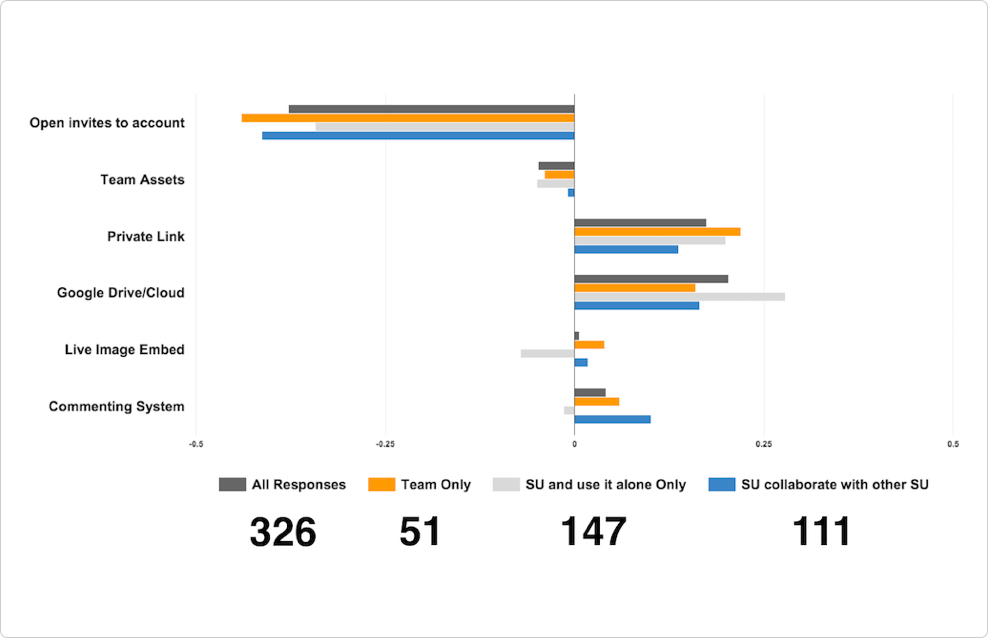 Open invites to account
Team Assets
Private Link
Google Drive/Cloud
Live Image Embed
Commenting System
-0.5 -0.25 0 0.25 0.5
All Responses Team Only SU and use it alone Only SU collaborate with other SU
326 51 147 111